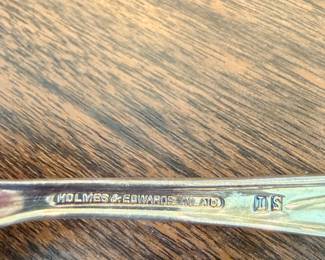 HOLMES & EDWARDS INLAID IS